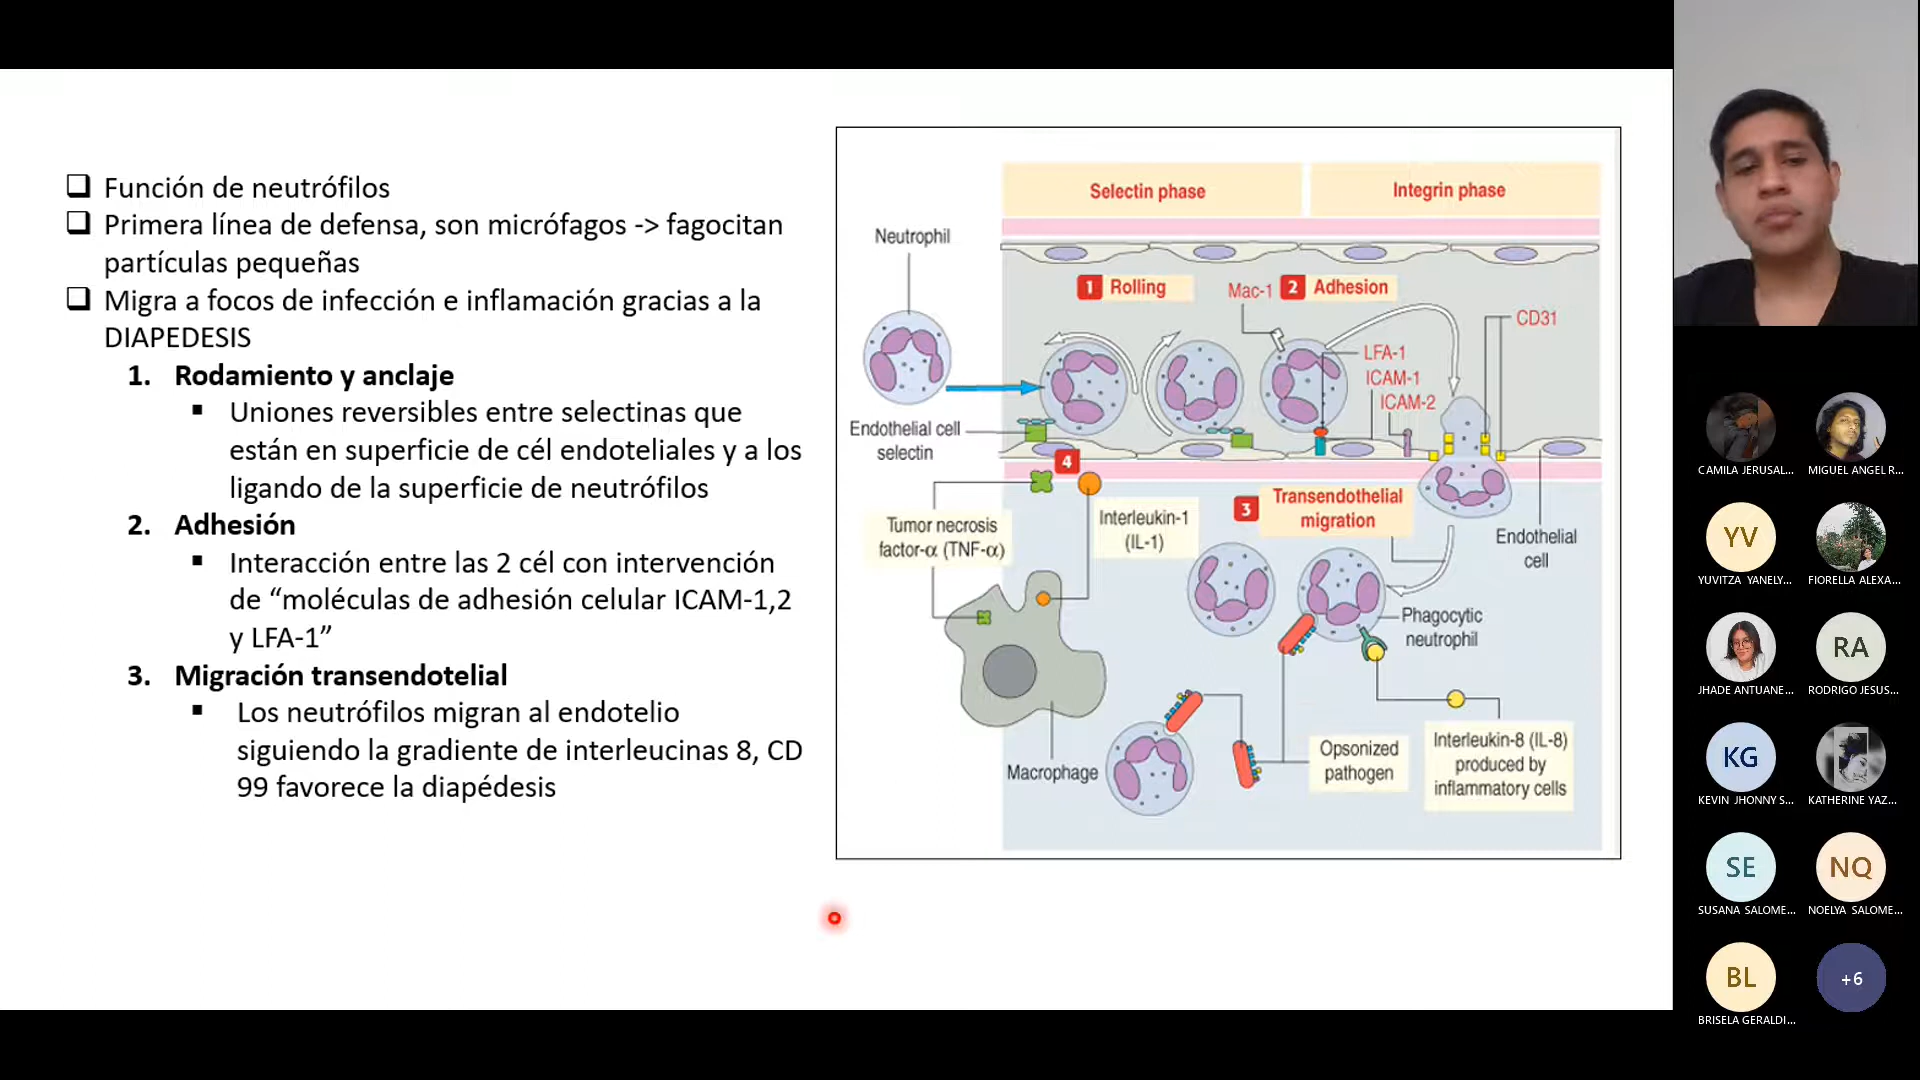 Función de neutrófilos
Primera línea de defensa, son micrófagos -> fagocitan
partículas pequeñas
Migra a focos de infección e inflamación gracias a la
DIAPEDESIS
1. Rodamiento y anclaje
Uniones reversibles entre selectinas que
están en superficie de cél endoteliales y a los
ligando de la superficie de neutrófilos
2. Adhesión
Interacción entre las 2 cél con intervención
de “moléculas de adhesión celular ICAM-1,2
y LFA-1”
3. Migración transendotelial
Los neutrófilos migran al endotelio
siguiendo la gradiente de interleucinas 8, CD
99 favorece la diapédesis
Selectin phase
Integrin phase
Neutrophil
1 Rolling
Mac-1
2 Adhesion
CD31
LFA-1
ICAM-1
ICAM-2
Endothelial cell
selectin
4
Tumor necrosis
factor-α (TNF-α)
Interleukin-1
(IL-1)
3 Transendothelial
migration
Endothelial
cell
Phagocytic
neutrophil
Macrophage
Opsonized
pathogen
Interleukin-8 (IL-8)
produced by
inflammatory cells
CAMILA JERUSAL...
MIGUEL ANGEL R...
YV
YUVITZA YANELY...
FIORELLA ALEXA...
JHADE ANTUANE...
RA
RODRIGO JESUS...
KG
KEVIN JHONNY S...
KATHERINE YAZ...
SE
SUSANA SALOME...
NQ
NOELYA SALOME...
BL
BRISELA GERALDI...
+6